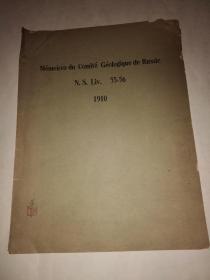 Mémoires du Comité Géologique de Russie.
N. S. Liv. 55-56
1910